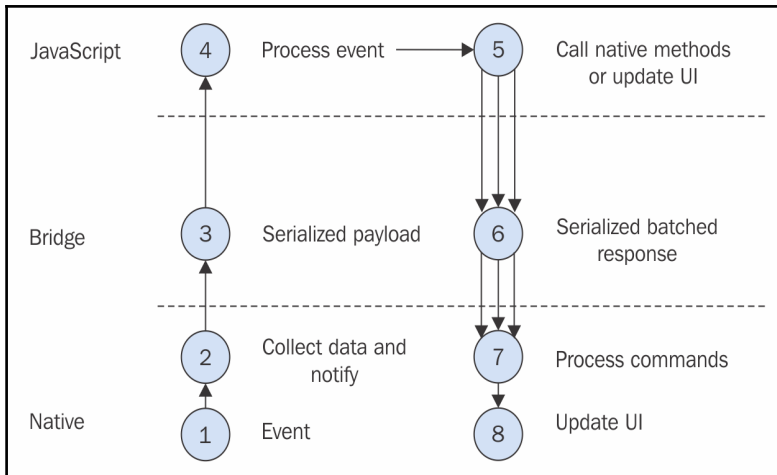 JavaScript
4
Process event
5
Call native methods
or update UI
Bridge
3
Serialized payload
6
Serialized batched
response
2
Collect data and
notify
7
Process commands
Native
1
Event
8
Update UI